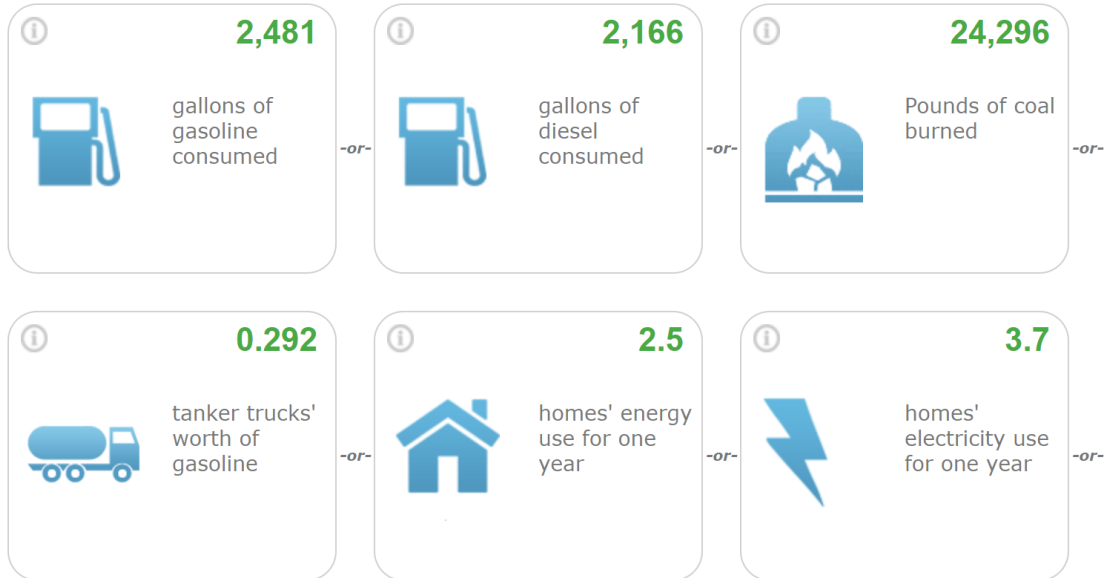 2,481
gallons of
gasoline
consumed
-or-
2,166
gallons of
diesel
consumed
-or-
24,296
Pounds of coal
burned
-or-
0.292
tanker trucks'
worth of
gasoline
-or-
2.5
homes' energy
use for one
year
-or-
3.7
homes'
electricity use
for one year
-or-